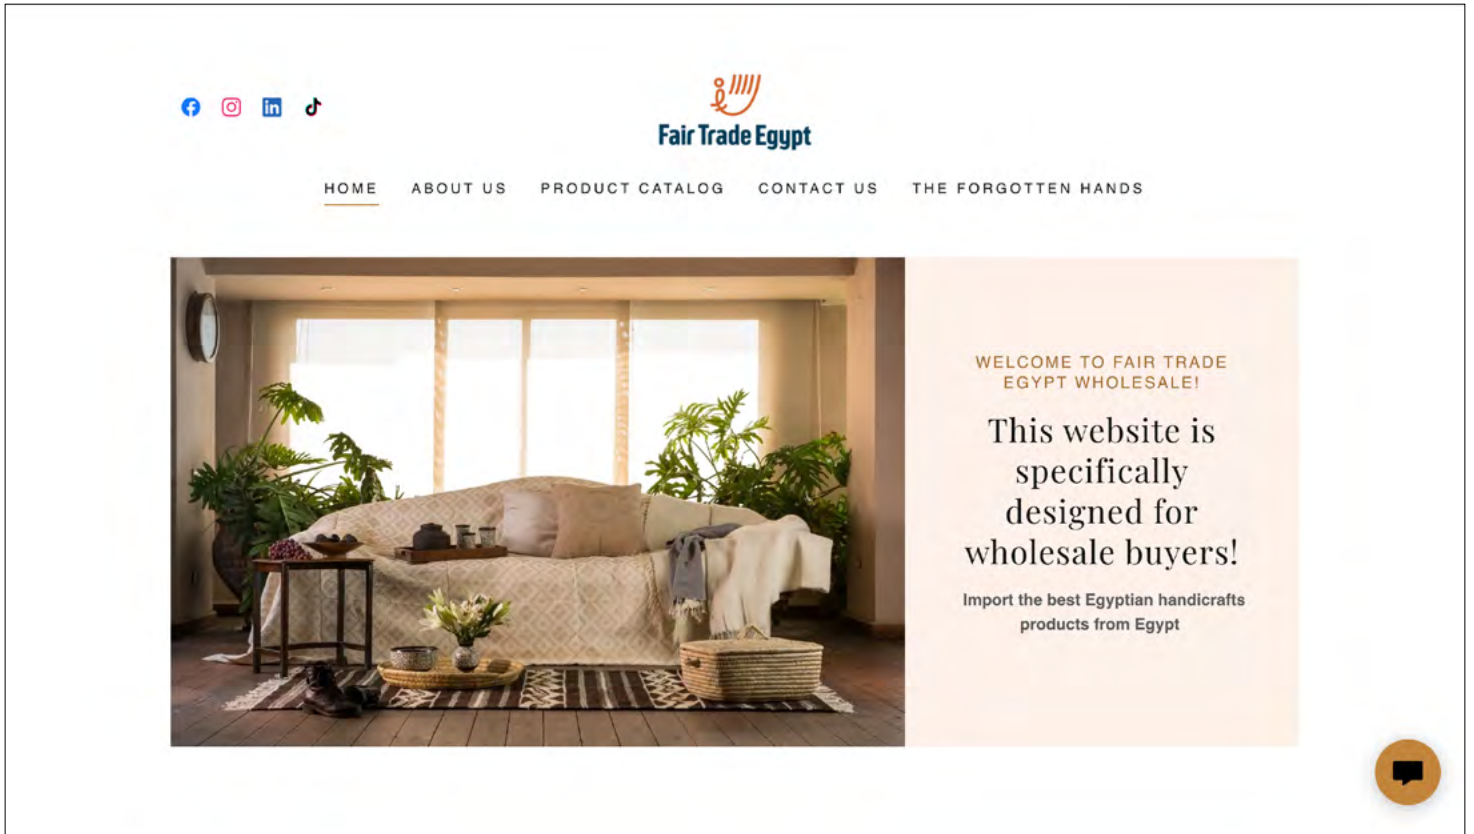 Fair Trade Egypt
HOME ABOUT US PRODUCT CATALOG CONTACT US THE FORGOTTEN HANDS
WELCOME TO FAIR TRADE
EGYPT WHOLESALE!
This website is
specifically
designed for
wholesale buyers!
Import the best Egyptian handicrafts
products from Egypt